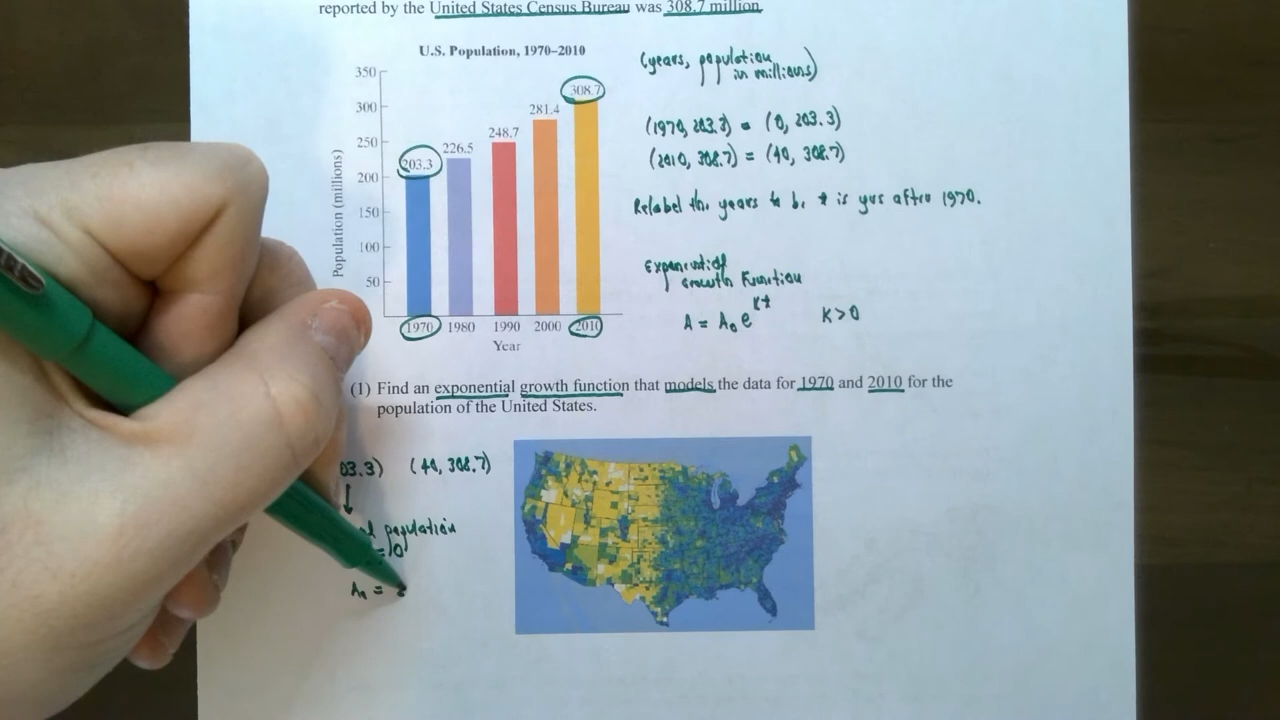 reported by the United States Census Bureau was 308.7 million
U.S. Population, 1970–2010
350
300
250
200
150
100
50
Population (millions)
203.3
226.5
248.7
281.4
308.7
1970 1980 1990 2000 2010
Year
(years, population
in millions)
(1970, 203.3) = (0, 203.3)
(2010, 308.7) = (40, 308.7)
Relabel the years to be t is yrs after 1970.
Exponential
Growth Function
A = A₀ e^kt K>0
(1) Find an exponential growth function that models the data for 1970 and 2010 for the
population of the United States.
03.3) (40, 308.7)
population
=0
A₀ =